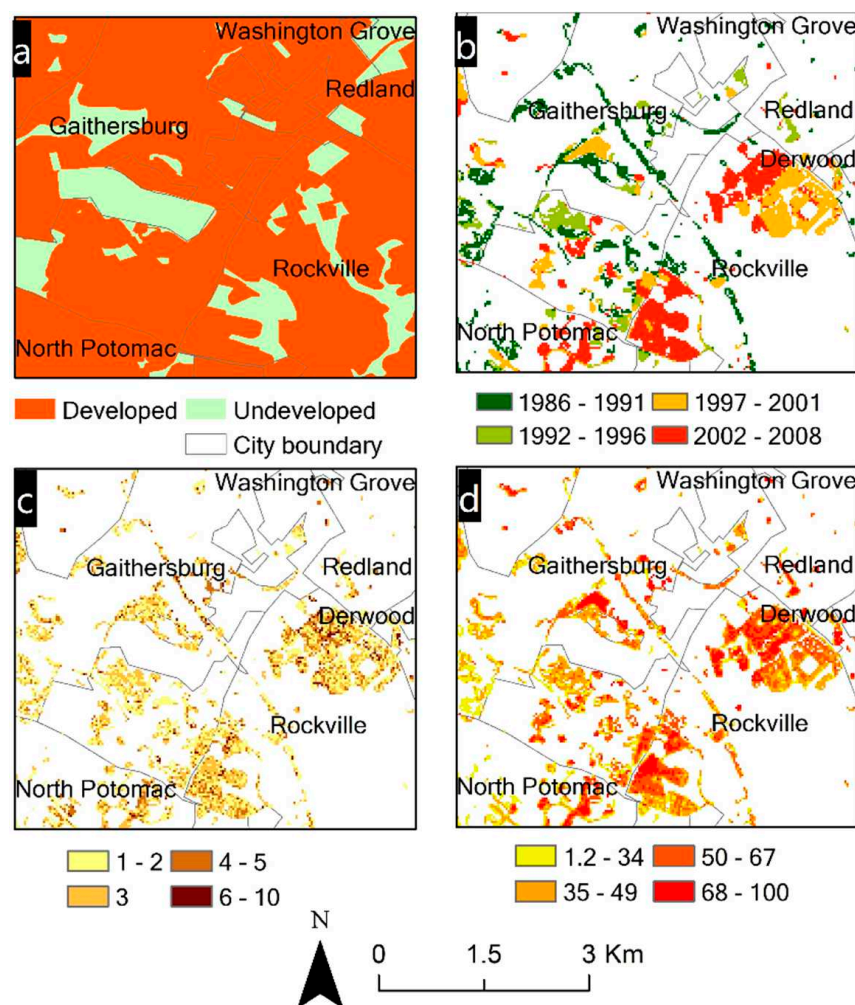 a
Washington Grove
Redland
Gaithersburg
Rockville
North Potomac
Developed
Undeveloped
City boundary
b
Washington Grove
Gaithersburg
Redland
Derwood
Rockville
North Potomac
1986 - 1991
1997 - 2001
1992 - 1996
2002 - 2008
c
Washington Grove
Gaithersburg
Redland
Derwood
Rockville
North Potomac
1 - 2
4 - 5
3
6 - 10
d
Washington Grove
Gaithersburg
Redland
Derwood
Rockville
North Potomac
1.2 - 34
50 - 67
35 - 49
68 - 100
N
0 1.5 3 Km